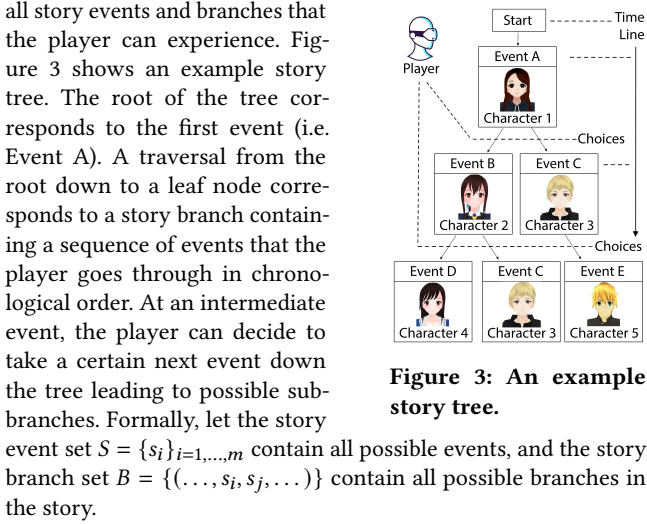 all story events and branches that
the player can experience. Fig-
ure 3 shows an example story
tree. The root of the tree cor-
responds to the first event (i.e.
Event A). A traversal from the
root down to a leaf node corre-
sponds to a story branch contain-
ing a sequence of events that the
player goes through in chrono-
logical order. At an intermediate
event, the player can decide to
take a certain next event down
the tree leading to possible sub-
branches. Formally, let the story
event set S = {s_i}_{i=1,...,m} contain all possible events, and the story
branch set B = {(..., s_i, s_j, ...)} contain all possible branches in
the story.
Start
Time
Line
Player
Event A
Character 1
Choices
Event B
Character 2
Event C
Character 3
Choices
Event D
Character 4
Event C
Character 3
Event E
Character 5
Figure 3: An example
story tree.